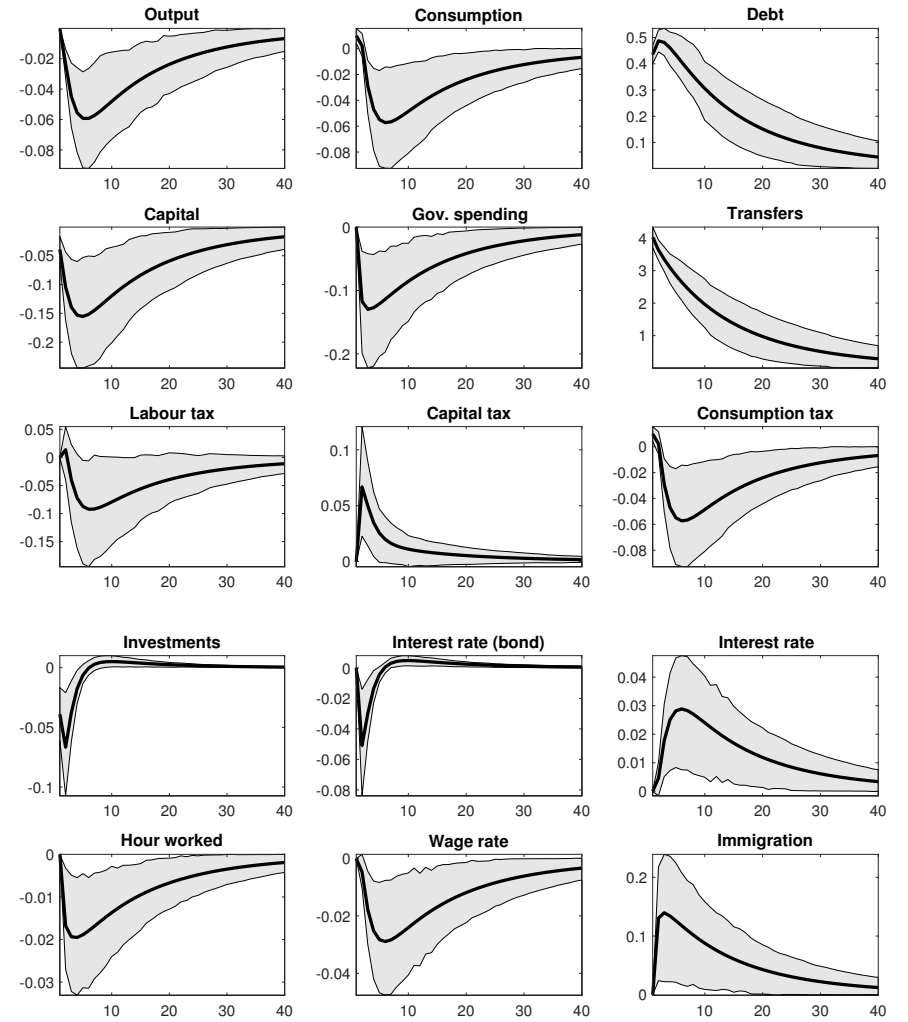 Output Consumption Debt
0.5
0
-0.02 -0.02 0.4
-0.04 -0.04 0.3
-0.06 -0.06 0.2
-0.08 -0.08 0.1
10 20 30 40 10 20 30 40 10 20 30 40
Capital Gov. spending Transfers
0 4
-0.05
3
-0.1 -0.1 2
-0.15
1
-0.2 -0.2
10 20 30 40 10 20 30 40 10 20 30 40
Labour tax Capital tax Consumption tax
0.05 0.1 0
0 -0.02
-0.05 0.05 -0.04
-0.1 -0.06
-0.15 0 -0.08
10 20 30 40 10 20 30 40 10 20 30 40
Investments Interest rate (bond) Interest rate
0 0 0.04
-0.02 0.03
-0.05 -0.04 0.02
-0.06 0.01
-0.1 -0.08 0
10 20 30 40 10 20 30 40 10 20 30 40
Hour worked Wage rate Immigration
0 0 0.2
-0.01
-0.02 0.1
-0.02
-0.03 -0.04 0
10 20 30 40 10 20 30 40 10 20 30 40